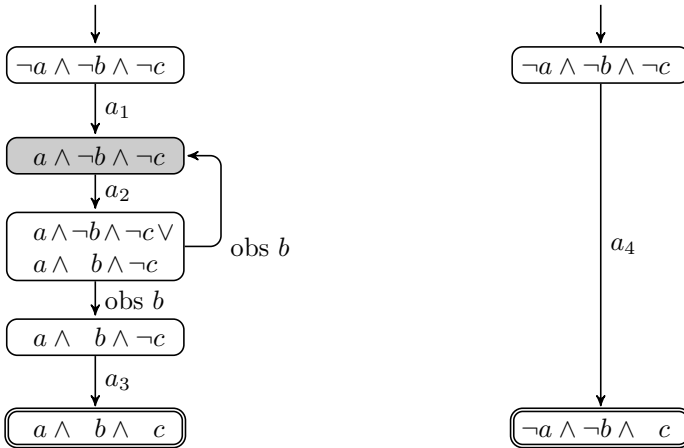 ¬a ∧ ¬b ∧ ¬c
a₁
a ∧ ¬b ∧ ¬c
a₂
a ∧ ¬b ∧ ¬c ∨
a ∧ b ∧ ¬c
obs b
obs b
a ∧ b ∧ ¬c
a₃
a ∧ b ∧ c
¬a ∧ ¬b ∧ ¬c
a₄
¬a ∧ ¬b ∧ c